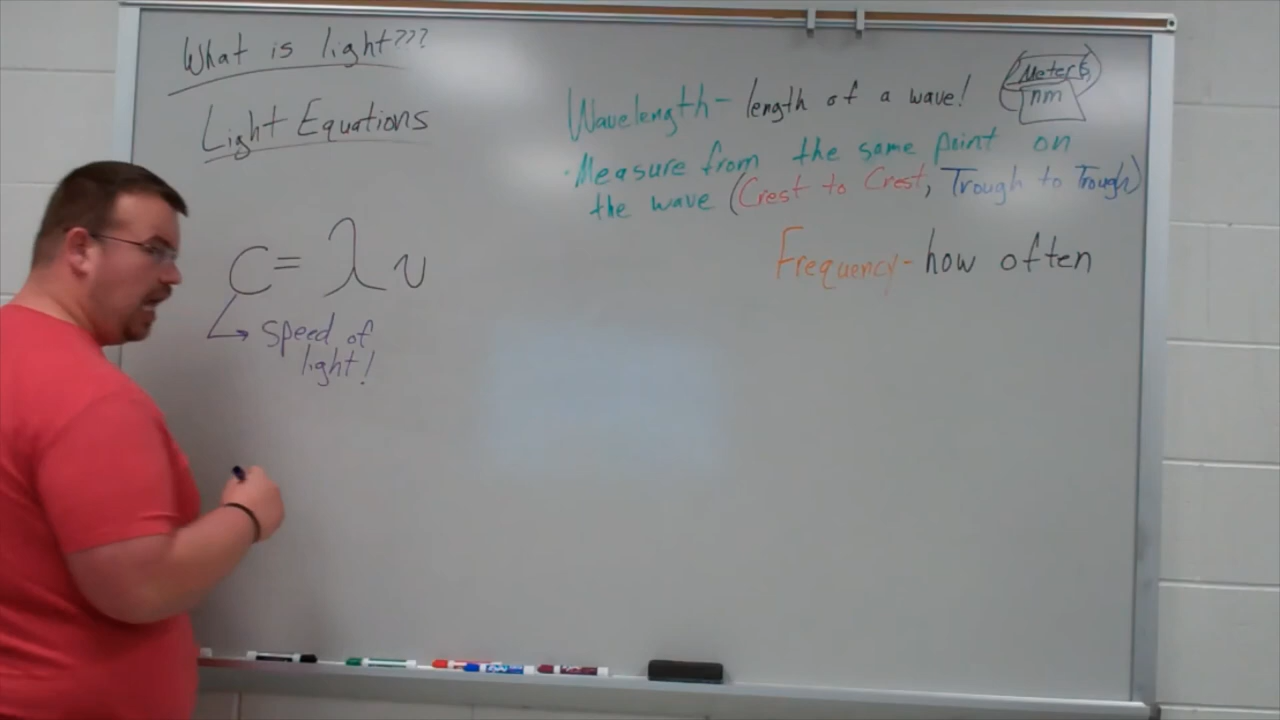 What is light???
Light Equations
C = λ ν
speed of
light!
Wavelength - length of a wave!
(Meters)
nm
· Measure from the same point on
the wave (Crest to Crest, Trough to Trough)
Frequency - how often